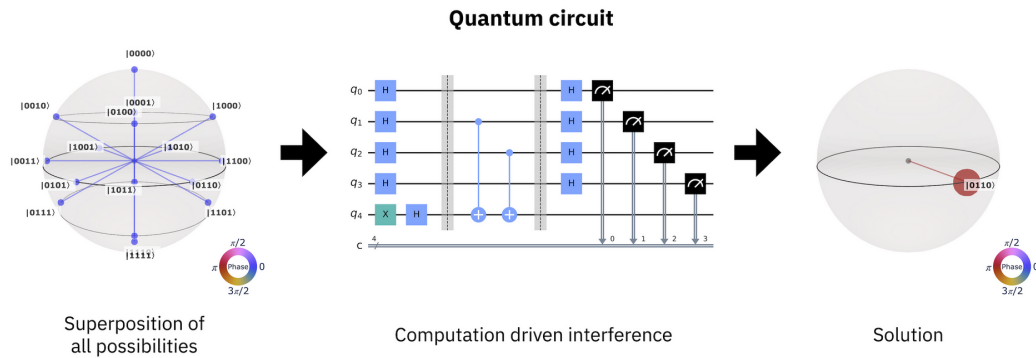 Quantum circuit
|0000⟩
|0010⟩
|0001⟩
|1000⟩
|0100⟩
|1001⟩
|1010⟩
|0011⟩
|1100⟩
|0101⟩
|1011⟩
|0110⟩
|0111⟩
|1101⟩
|1111⟩
π/2
π Phase 0
3π/2
Superposition of
all possibilities
q0 H H
q1 H H
q2 H H
q3 H H
q4 X H
c 4 0 1 2 3
Computation driven interference
|0110⟩
π/2
π Phase 0
3π/2
Solution